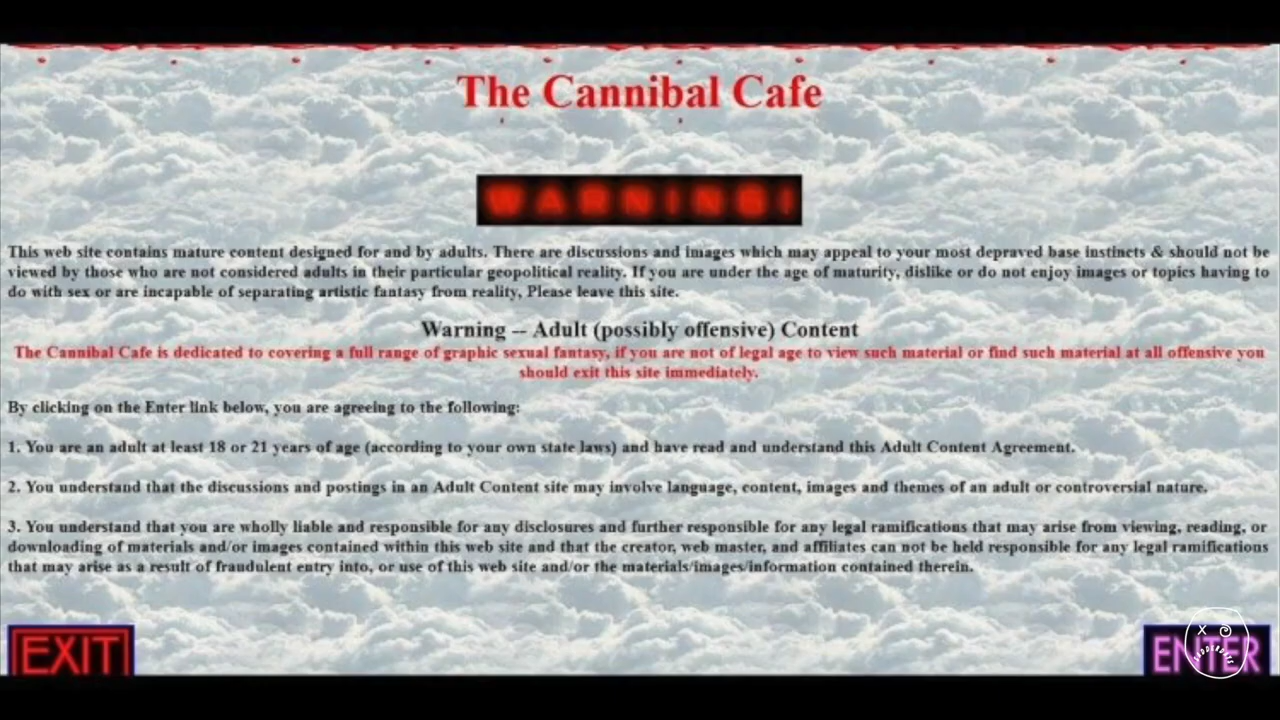 The Cannibal Cafe
WARNING!
This web site contains mature content designed for and by adults. There are discussions and images which may appeal to your most depraved base instincts & should not be
viewed by those who are not considered adults in their particular geopolitical reality. If you are under the age of maturity, dislike or do not enjoy images or topics having to
do with sex or are incapable of separating artistic fantasy from reality, Please leave this site.
Warning -- Adult (possibly offensive) Content
The Cannibal Cafe is dedicated to covering a full range of graphic sexual fantasy, if you are not of legal age to view such material or find such material at all offensive you
should exit this site immediately.
By clicking on the Enter link below, you are agreeing to the following:
1. You are an adult at least 18 or 21 years of age (according to your own state laws) and have read and understand this Adult Content Agreement.
2. You understand that the discussions and postings in an Adult Content site may involve language, content, images and themes of an adult or controversial nature.
3. You understand that you are wholly liable and responsible for any disclosures and further responsible for any legal ramifications that may arise from viewing, reading, or
downloading of materials and/or images contained within this web site and that the creator, web master, and affiliates can not be held responsible for any legal ramifications
that may arise as a result of fraudulent entry into, or use of this web site and/or the materials/images/information contained therein.
EXIT
ENTER